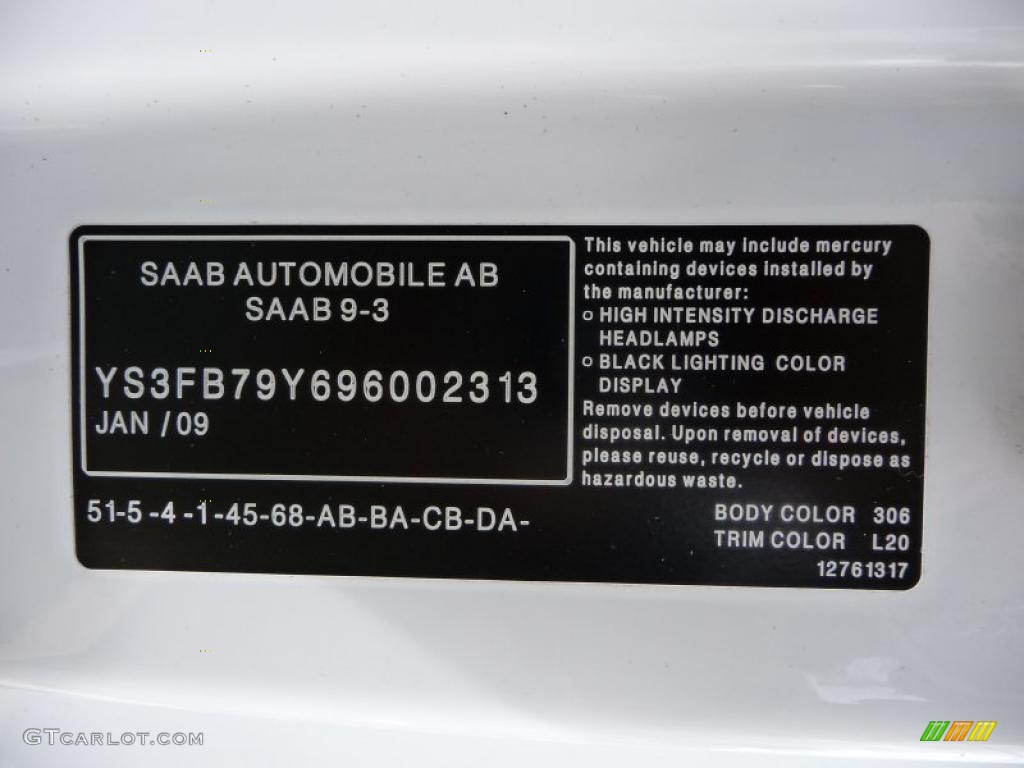 SAAB AUTOMOBILE AB
SAAB 9-3
YS3FB79Y696002313
JAN /09
51-5 -4 -1-45-68-AB-BA-CB-DA-
This vehicle may include mercury
containing devices installed by
the manufacturer:
o HIGH INTENSITY DISCHARGE
HEADLAMPS
o BLACK LIGHTING COLOR
DISPLAY
Remove devices before vehicle
disposal. Upon removal of devices,
please reuse, recycle or dispose as
hazardous waste.
BODY COLOR 306
TRIM COLOR L20
12761317
GTCARLOT.COM